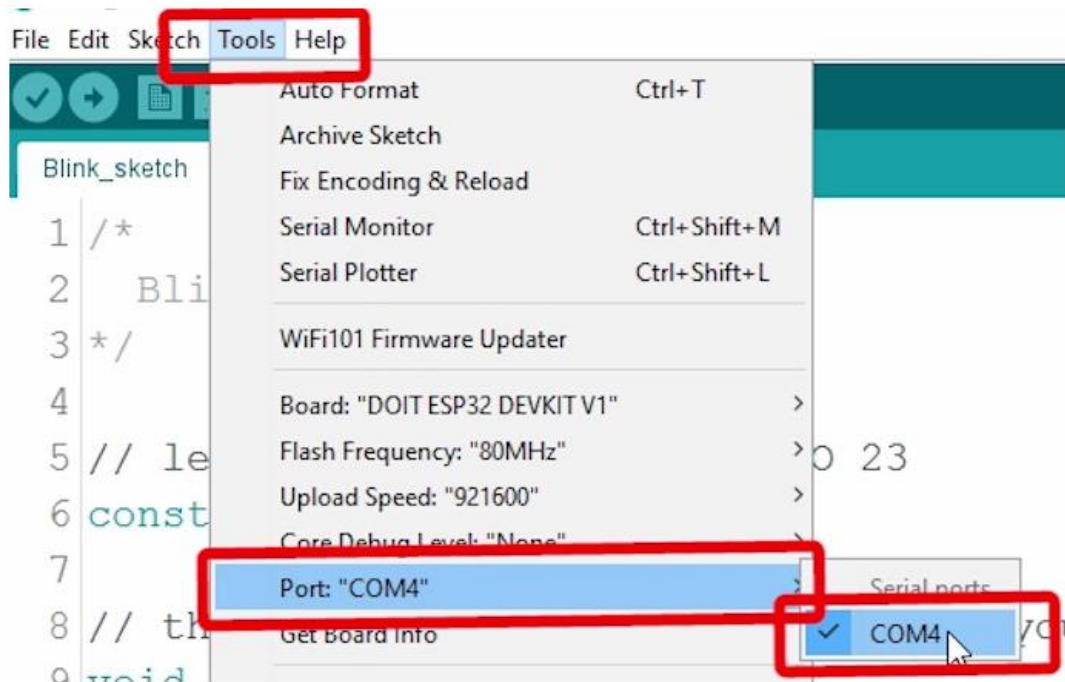 File Edit Sketch Tools Help
Auto Format Ctrl+T
Archive Sketch
Blink_sketch
Fix Encoding & Reload
1 /*
Serial Monitor Ctrl+Shift+M
2 Bli
Serial Plotter Ctrl+Shift+L
3 */
WiFi101 Firmware Updater
4
Board: "DOIT ESP32 DEVKIT V1"
5 // le
Flash Frequency: "80MHz"
O 23
6 const
Upload Speed: "921600"
Core Debug Level: "None"
7
Port: "COM4"
Serial ports
8 // th
Get Board Info
COM4
you
9 void